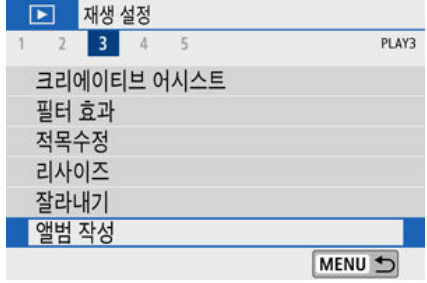 재생 설정
1 2 3 4 5 PLAY3
크리에이티브 어시스트
필터 효과
적목수정
리사이즈
잘라내기
앨범 작성
MENU